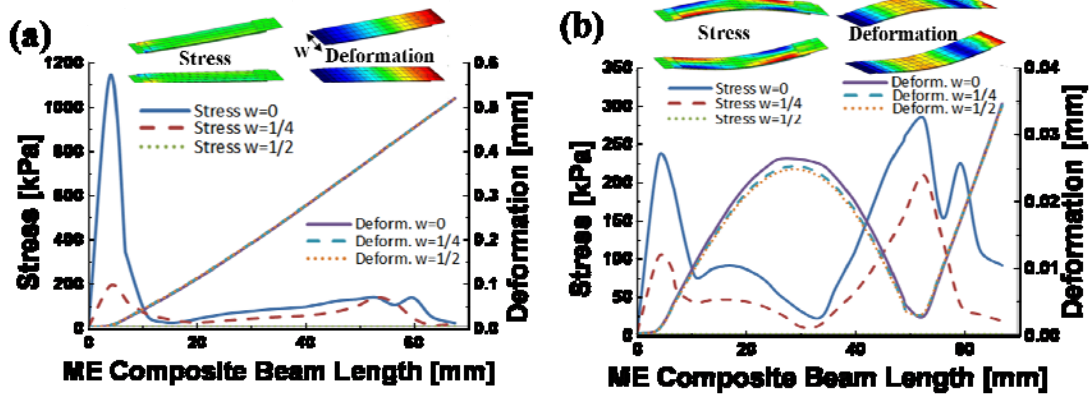 (a)
Stress
W
Deformation
1200
1000
800
600
400
200
0
Stress w=0
Stress w=1/4
Stress w=1/2
Deform. w=0
Deform. w=1/4
Deform. w=1/2
0.6
0.5
0.4
0.3
0.2
0.1
0.0
Stress [kPa]
Deformation [mm]
0 20 40 60
ME Composite Beam Length [mm]
(b)
Stress
Deformation
350
300
250
200
150
100
50
0
Stress w=0
Stress w=1/4
Stress w=1/2
Deform. w=0
Deform. w=1/4
Deform. w=1/2
0.04
0.03
0.02
0.01
0.00
Stress [kPa]
Deformation [mm]
0 20 40 60
ME Composite Beam Length [mm]